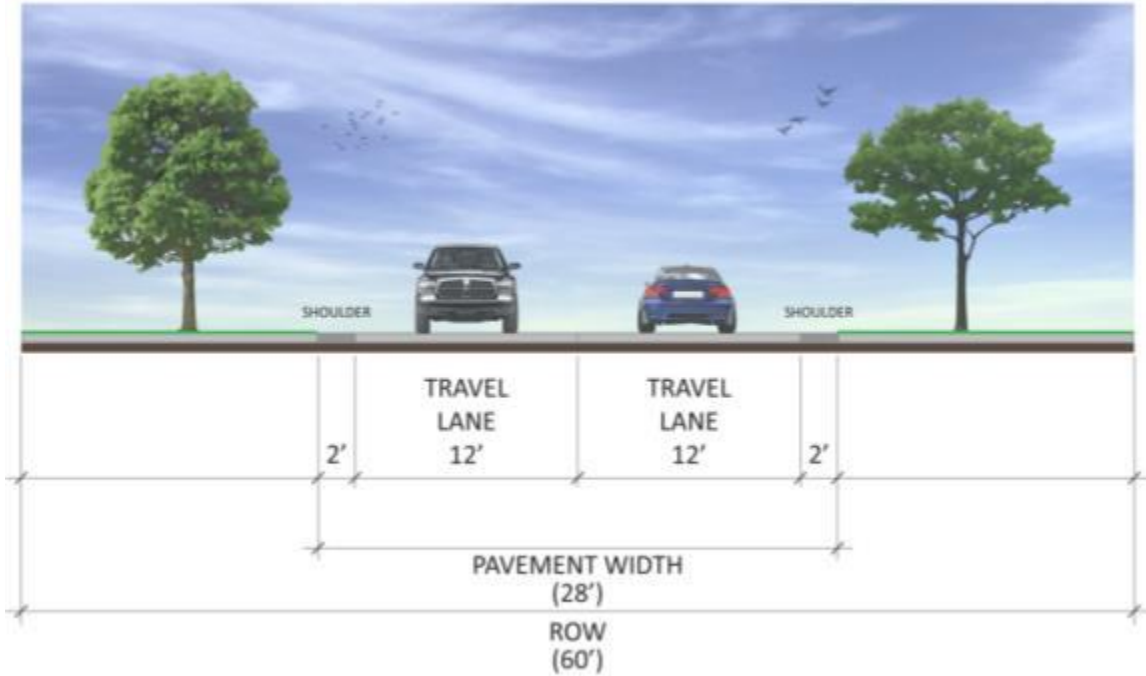 SHOULDER
SHOULDER
TRAVEL
LANE
12’
TRAVEL
LANE
12’
2’
2’
PAVEMENT WIDTH
(28’)
ROW
(60’)